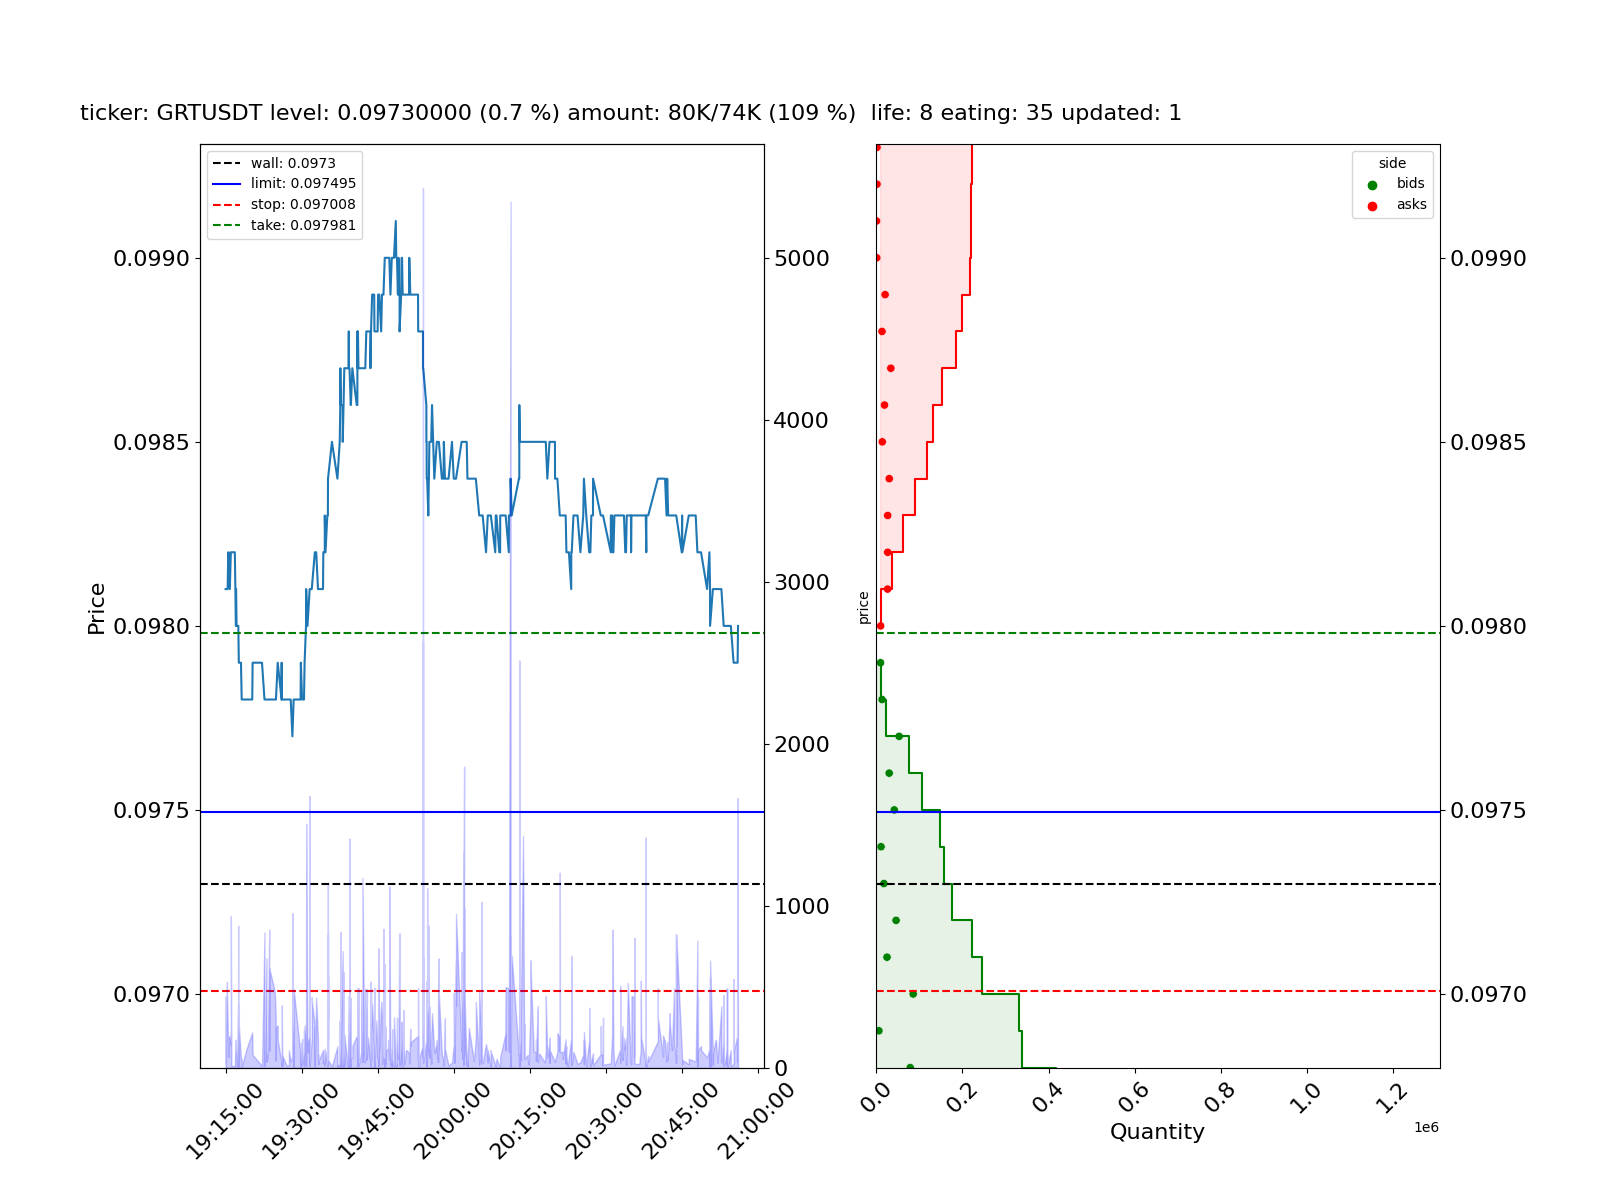 ticker: GRTUSDT level: 0.09730000 (0.7 %) amount: 80K/74K (109 %)  life: 8 eating: 35 updated: 1
wall: 0.0973
limit: 0.097495
stop: 0.097008
take: 0.097981
0.0990
0.0985
0.0980
0.0975
0.0970
Price
5000
4000
3000
2000
1000
0
19:15:00
19:30:00
19:45:00
20:00:00
20:15:00
20:30:00
20:45:00
21:00:00
side
bids
asks
price
0.0990
0.0985
0.0980
0.0975
0.0970
0.0
0.2
0.4
0.6
0.8
1.0
1.2
1e6
Quantity